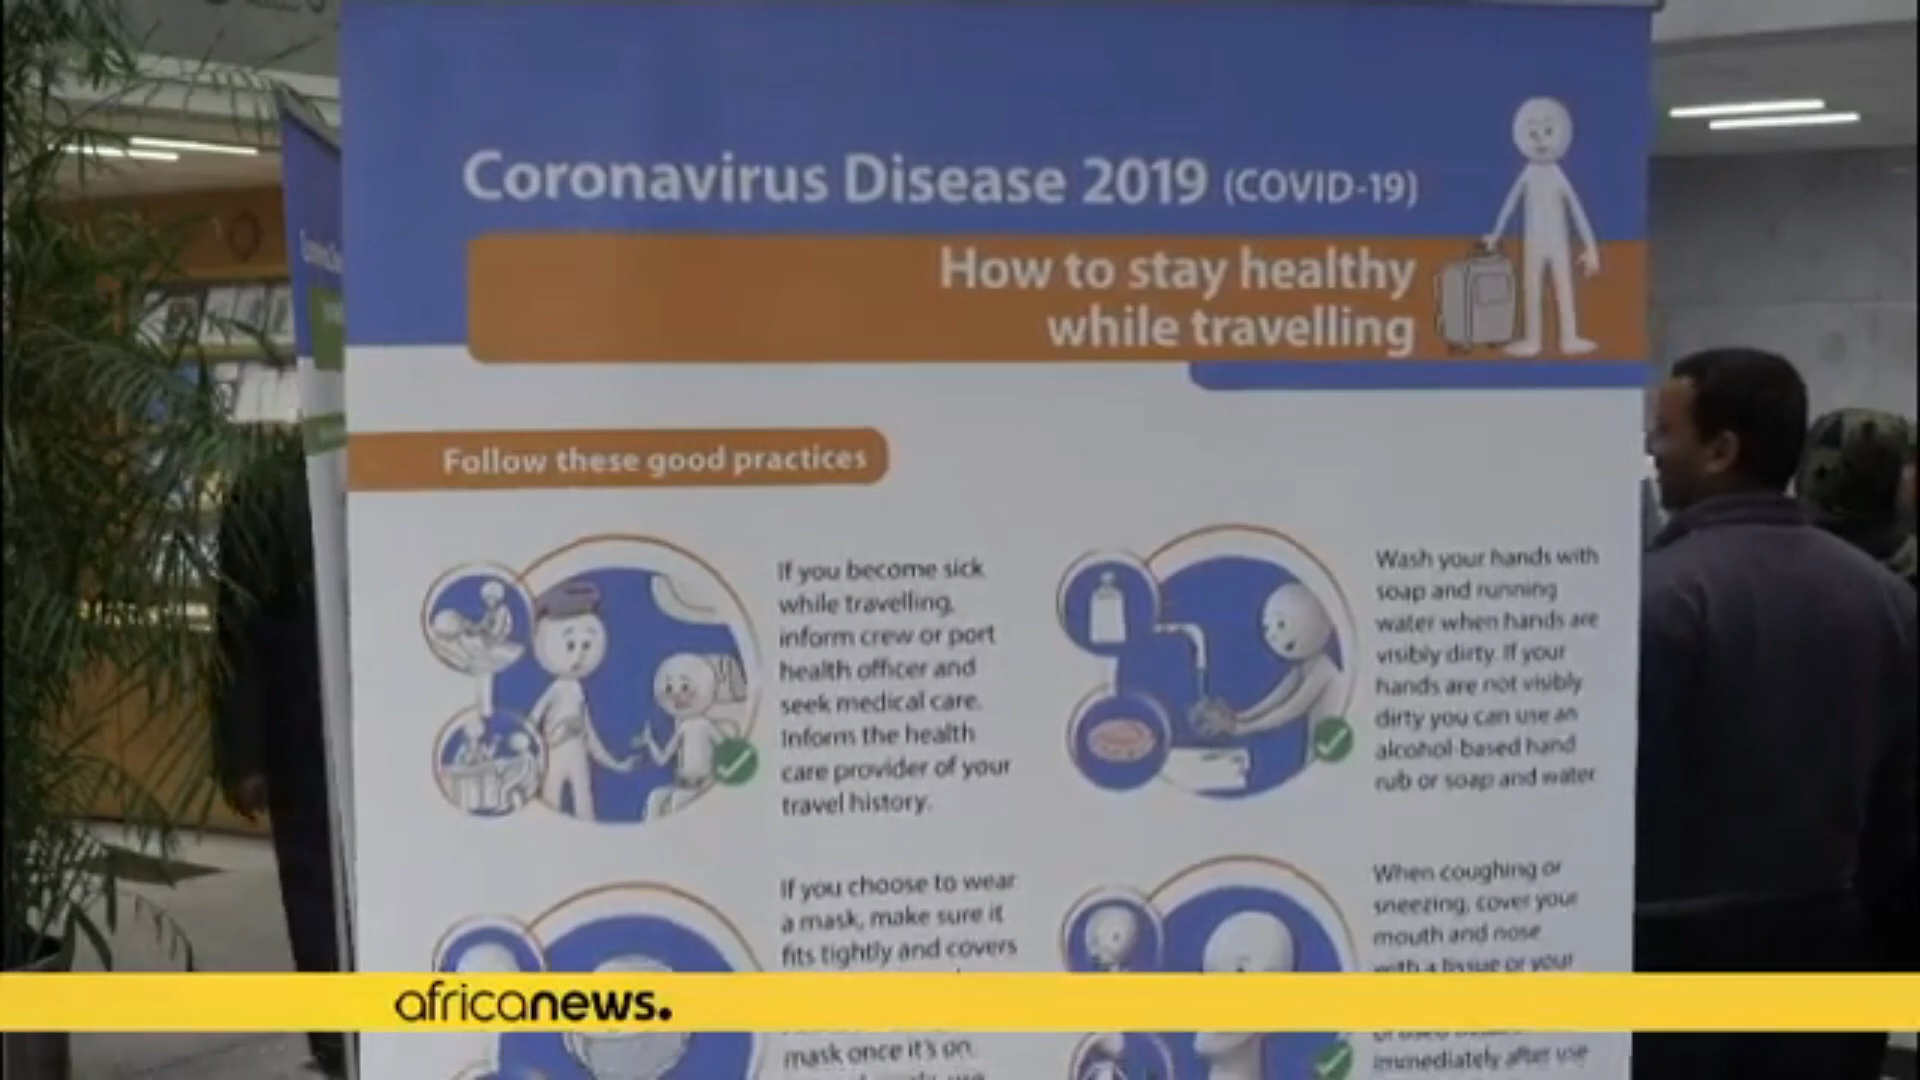 Coronavirus Disease 2019 (COVID-19)
How to stay healthy
while travelling
Follow these good practices
If you become sick
while travelling,
inform crew or port
health officer and
seek medical care.
Inform the health
care provider of your
travel history.
Wash your hands with
soap and running
water when hands are
visibly dirty. If your
hands are not visibly
dirty you can use an
alcohol-based hand
rub or soap and water
If you choose to wear
a mask, make sure it
fits tightly and covers
mask once it's on.
When coughing or
sneezing, cover your
mouth and nose
with a tissue or your
immediately after use
africanews.